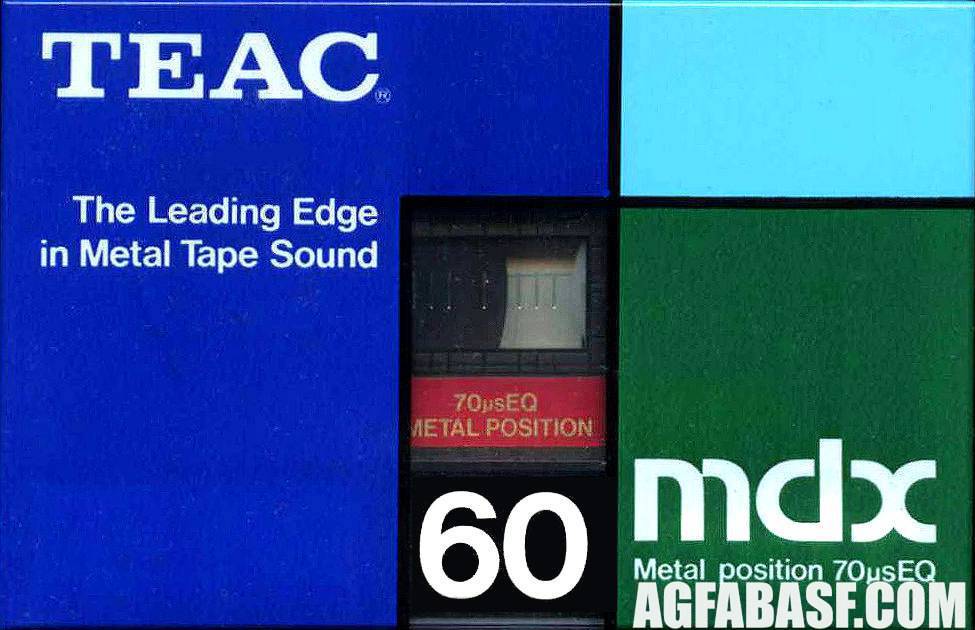 TEAC®
The Leading Edge
in Metal Tape Sound
70µsEQ
METAL POSITION
60
mdx
Metal position 70µsEQ
AGFABASF.COM